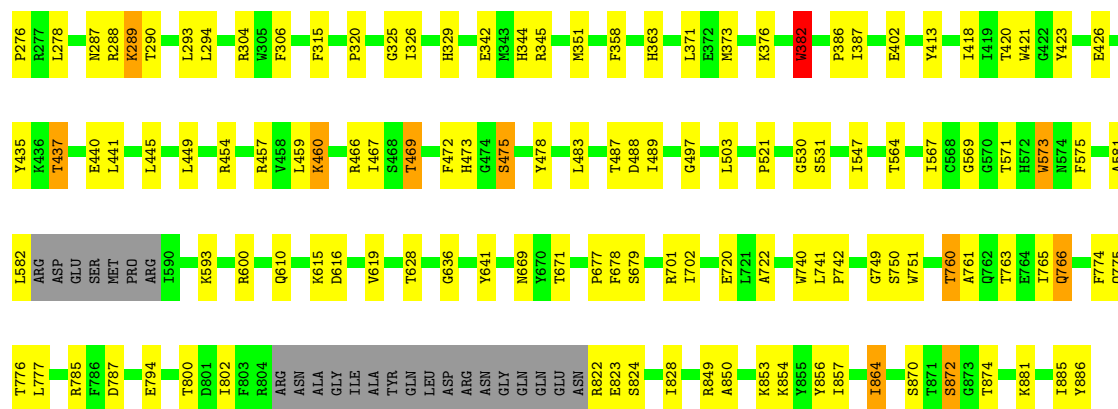 P276 R277 L278 N287 R288 K289 T290 L293 L294 R304 W305 F306 F315 P320 G325 I326 H329 E342 M343 H344 R345 M351 F358 H363 L371 E372 M373 K376 W382 P386 I387 E402 Y413 I418 I419 T420 W421 G422 Y423 E426
Y435 K436 T437 E440 L441 L445 L449 R454 R457 V458 L459 K460 R466 I467 S468 T469 F472 H473 G474 S475 Y478 L483 T487 D488 I489 G497 L503 P521 G530 S531 I547 T564 I567 C568 G569 G570 T571 H572 W573 N574 F575 A581
L582 ARG ASP GLU SER MET PRO ARG I590 K593 R600 Q610 K615 D616 V619 T628 G636 Y641 N669 Y670 T671 P677 F678 S679 R701 I702 E720 L721 A722 W740 L741 P742 G749 S750 W751 T760 A761 Q762 T763 E764 I765 Q766 F774 Q775
T776 L777 R785 F786 D787 E794 T800 D801 I802 F803 R804 ARG ASN ALA GLY ILE ALA TYR GLN LEU ASP ARG ASN GLY GLN GLN GLU ASN R822 E823 S824 I828 R849 A850 K853 K854 Y855 Y856 I857 I864 S870 T871 S872 G873 T874 K881 I885 Y886